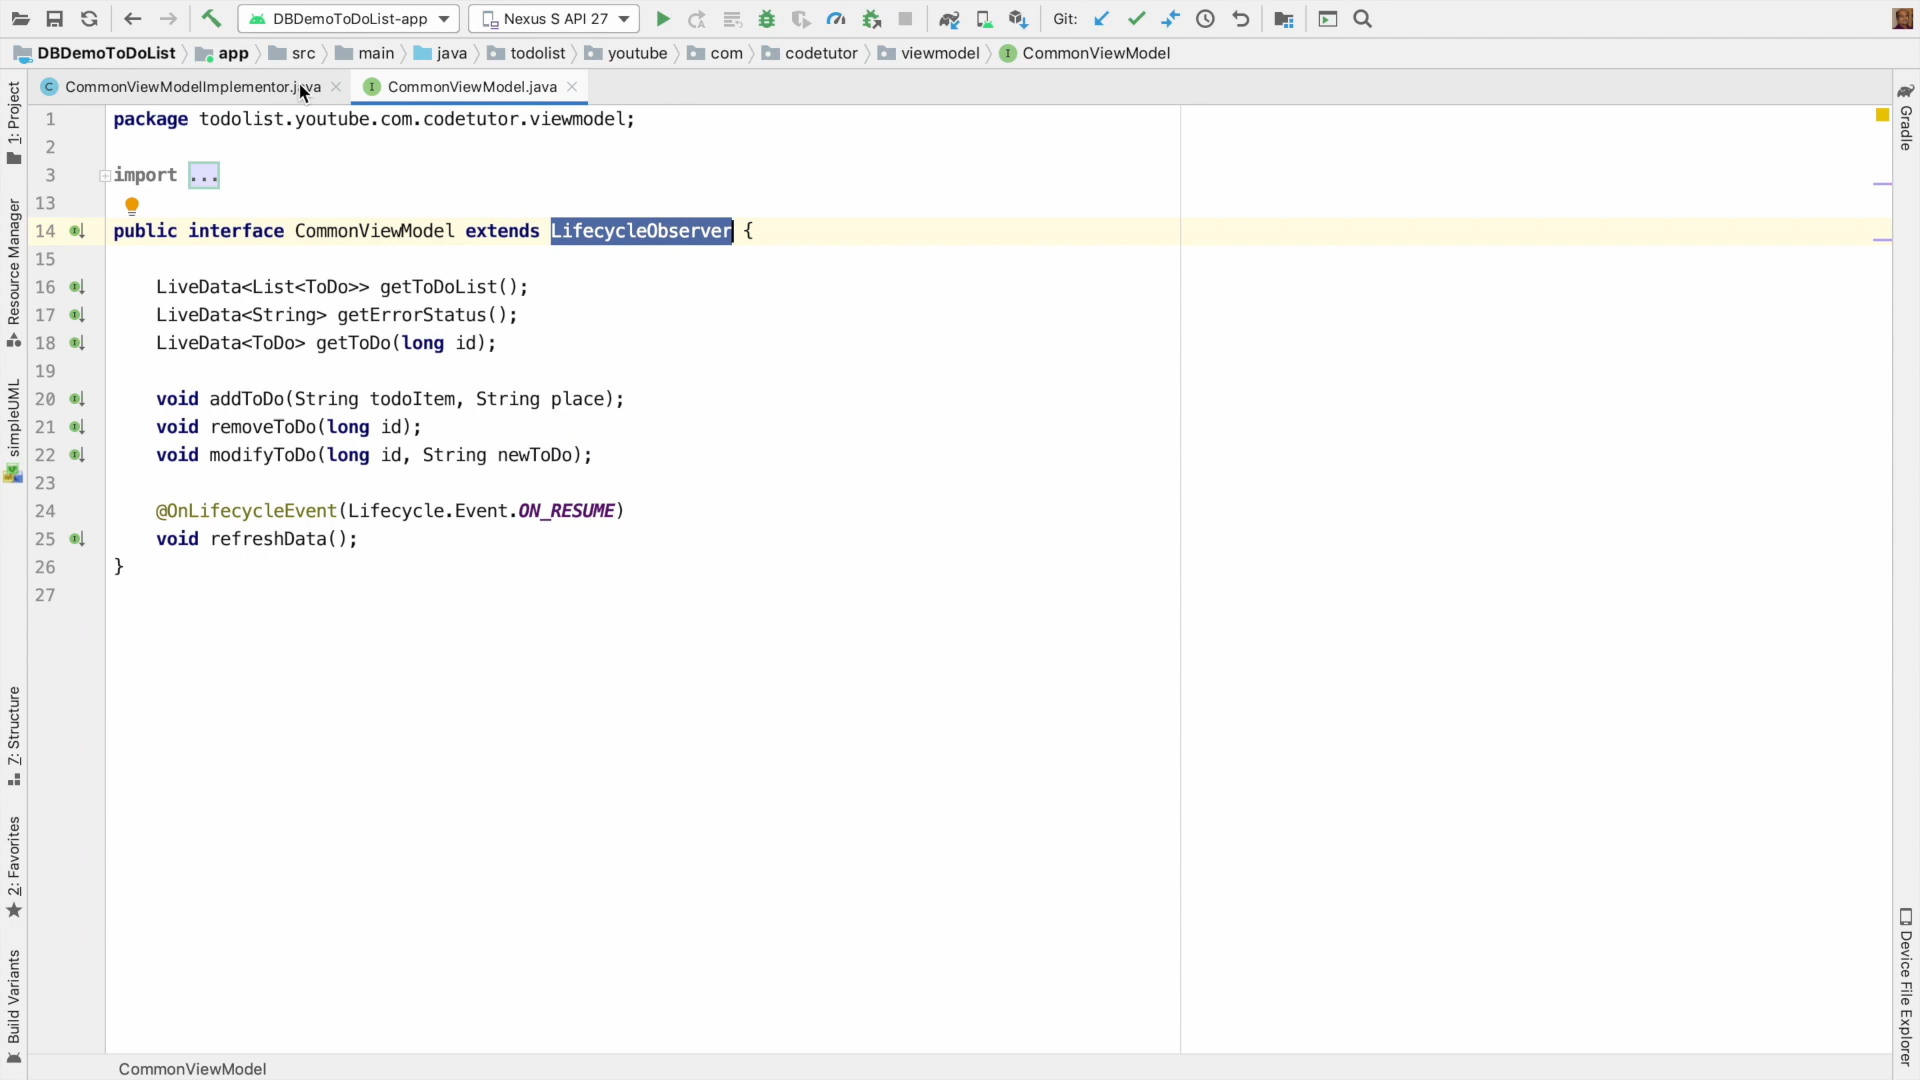 DBDemoToDoList-app Nexus S API 27 Git:
DBDemoToDoList app src main java todolist youtube com codetutor viewmodel I CommonViewModel
C CommonViewModelImplementor.java I CommonViewModel.java
1 package todolist.youtube.com.codetutor.viewmodel;
2
3 import ...
13
14 public interface CommonViewModel extends LifecycleObserver {
15
16 LiveData<List<ToDo>> getToDoList();
17 LiveData<String> getErrorStatus();
18 LiveData<ToDo> getToDo(long id);
19
20 void addToDo(String todoItem, String place);
21 void removeToDo(long id);
22 void modifyToDo(long id, String newToDo);
23
24 @OnLifecycleEvent(Lifecycle.Event.ON_RESUME)
25 void refreshData();
26 }
27
CommonViewModel
1: Project
Resource Manager
simpleUML
Z: Structure
2: Favorites
Build Variants
Gradle
Device File Explorer